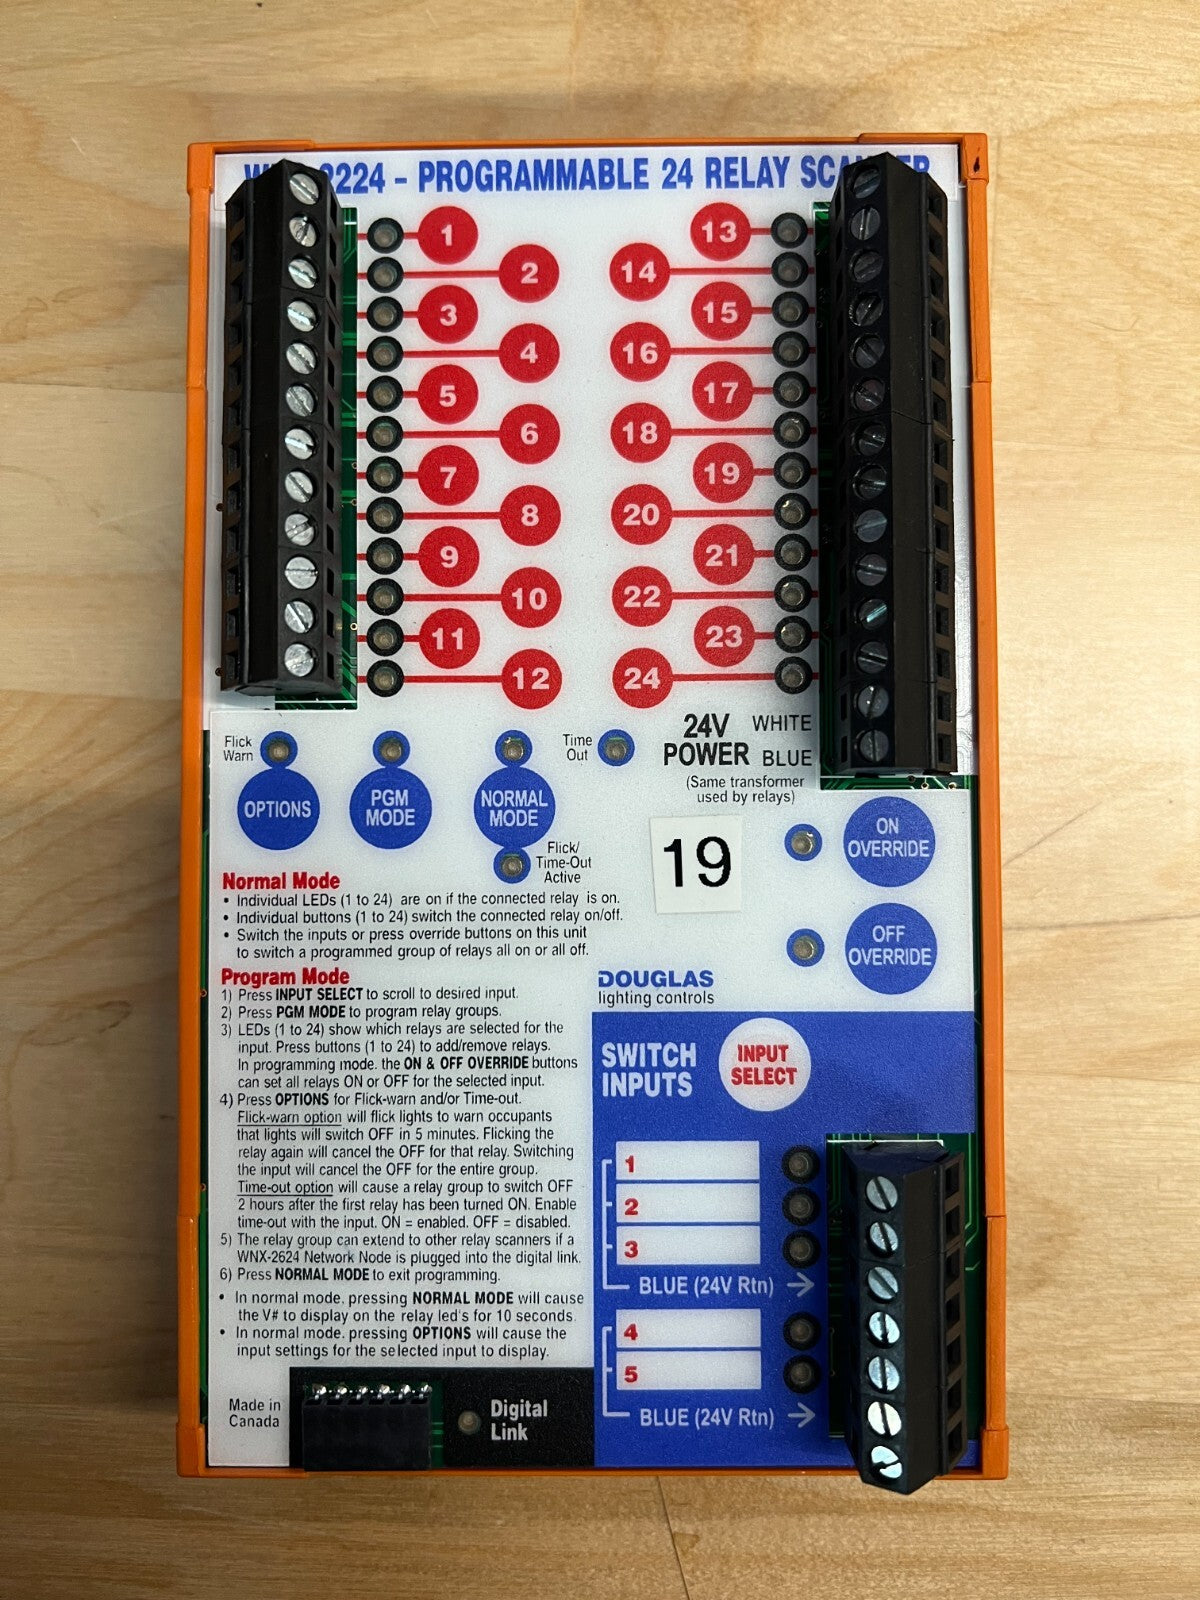 2224 - PROGRAMMABLE 24 RELAY
1
2
3
4
5
6
7
8
9
10
11
12
13
14
15
16
17
18
19
20
21
22
23
24
24V POWER
WHITE
BLUE
(Same transformer
used by relays)
Flick
Warn
OPTIONS
PGM
MODE
NORMAL
MODE
Time
Out
Flick/
Time-Out
Active
19
ON
OVERRIDE
OFF
OVERRIDE
Normal Mode
• Individual LEDs (1 to 24) are on if the connected relay is on.
• Individual buttons (1 to 24) switch the connected relay on/off.
• Switch the inputs or press override buttons on this unit
to switch a programmed group of relays all on or all off.
Program Mode
1) Press INPUT SELECT to scroll to desired input.
2) Press PGM MODE to program relay groups.
3) LEDs (1 to 24) show which relays are selected for the
input. Press buttons (1 to 24) to add/remove relays.
In programming mode. the ON & OFF OVERRIDE buttons
can set all relays ON or OFF for the selected input.
4) Press OPTIONS for Flick-warn and/or Time-out.
Flick-warn option will flick lights to warn occupants
that lights will switch OFF in 5 minutes. Flicking the
relay again will cancel the OFF for that relay. Switching
the input will cancel the OFF for the entire group.
Time-out option will cause a relay group to switch OFF
2 hours after the first relay has been turned ON. Enable
time-out with the input. ON = enabled. OFF = disabled.
5) The relay group can extend to other relay scanners if a
WNX-2624 Network Node is plugged into the digital link.
6) Press NORMAL MODE to exit programming.
• In normal mode. pressing NORMAL MODE will cause
the V# to display on the relay led's for 10 seconds.
• In normal mode. pressing OPTIONS will cause the
input settings for the selected input to display.
DOUGLAS
lighting controls
SWITCH
INPUTS
INPUT
SELECT
1
2
3
BLUE (24V Rtn) →
4
5
BLUE (24V Rtn) →
Made in
Canada
Digital
Link